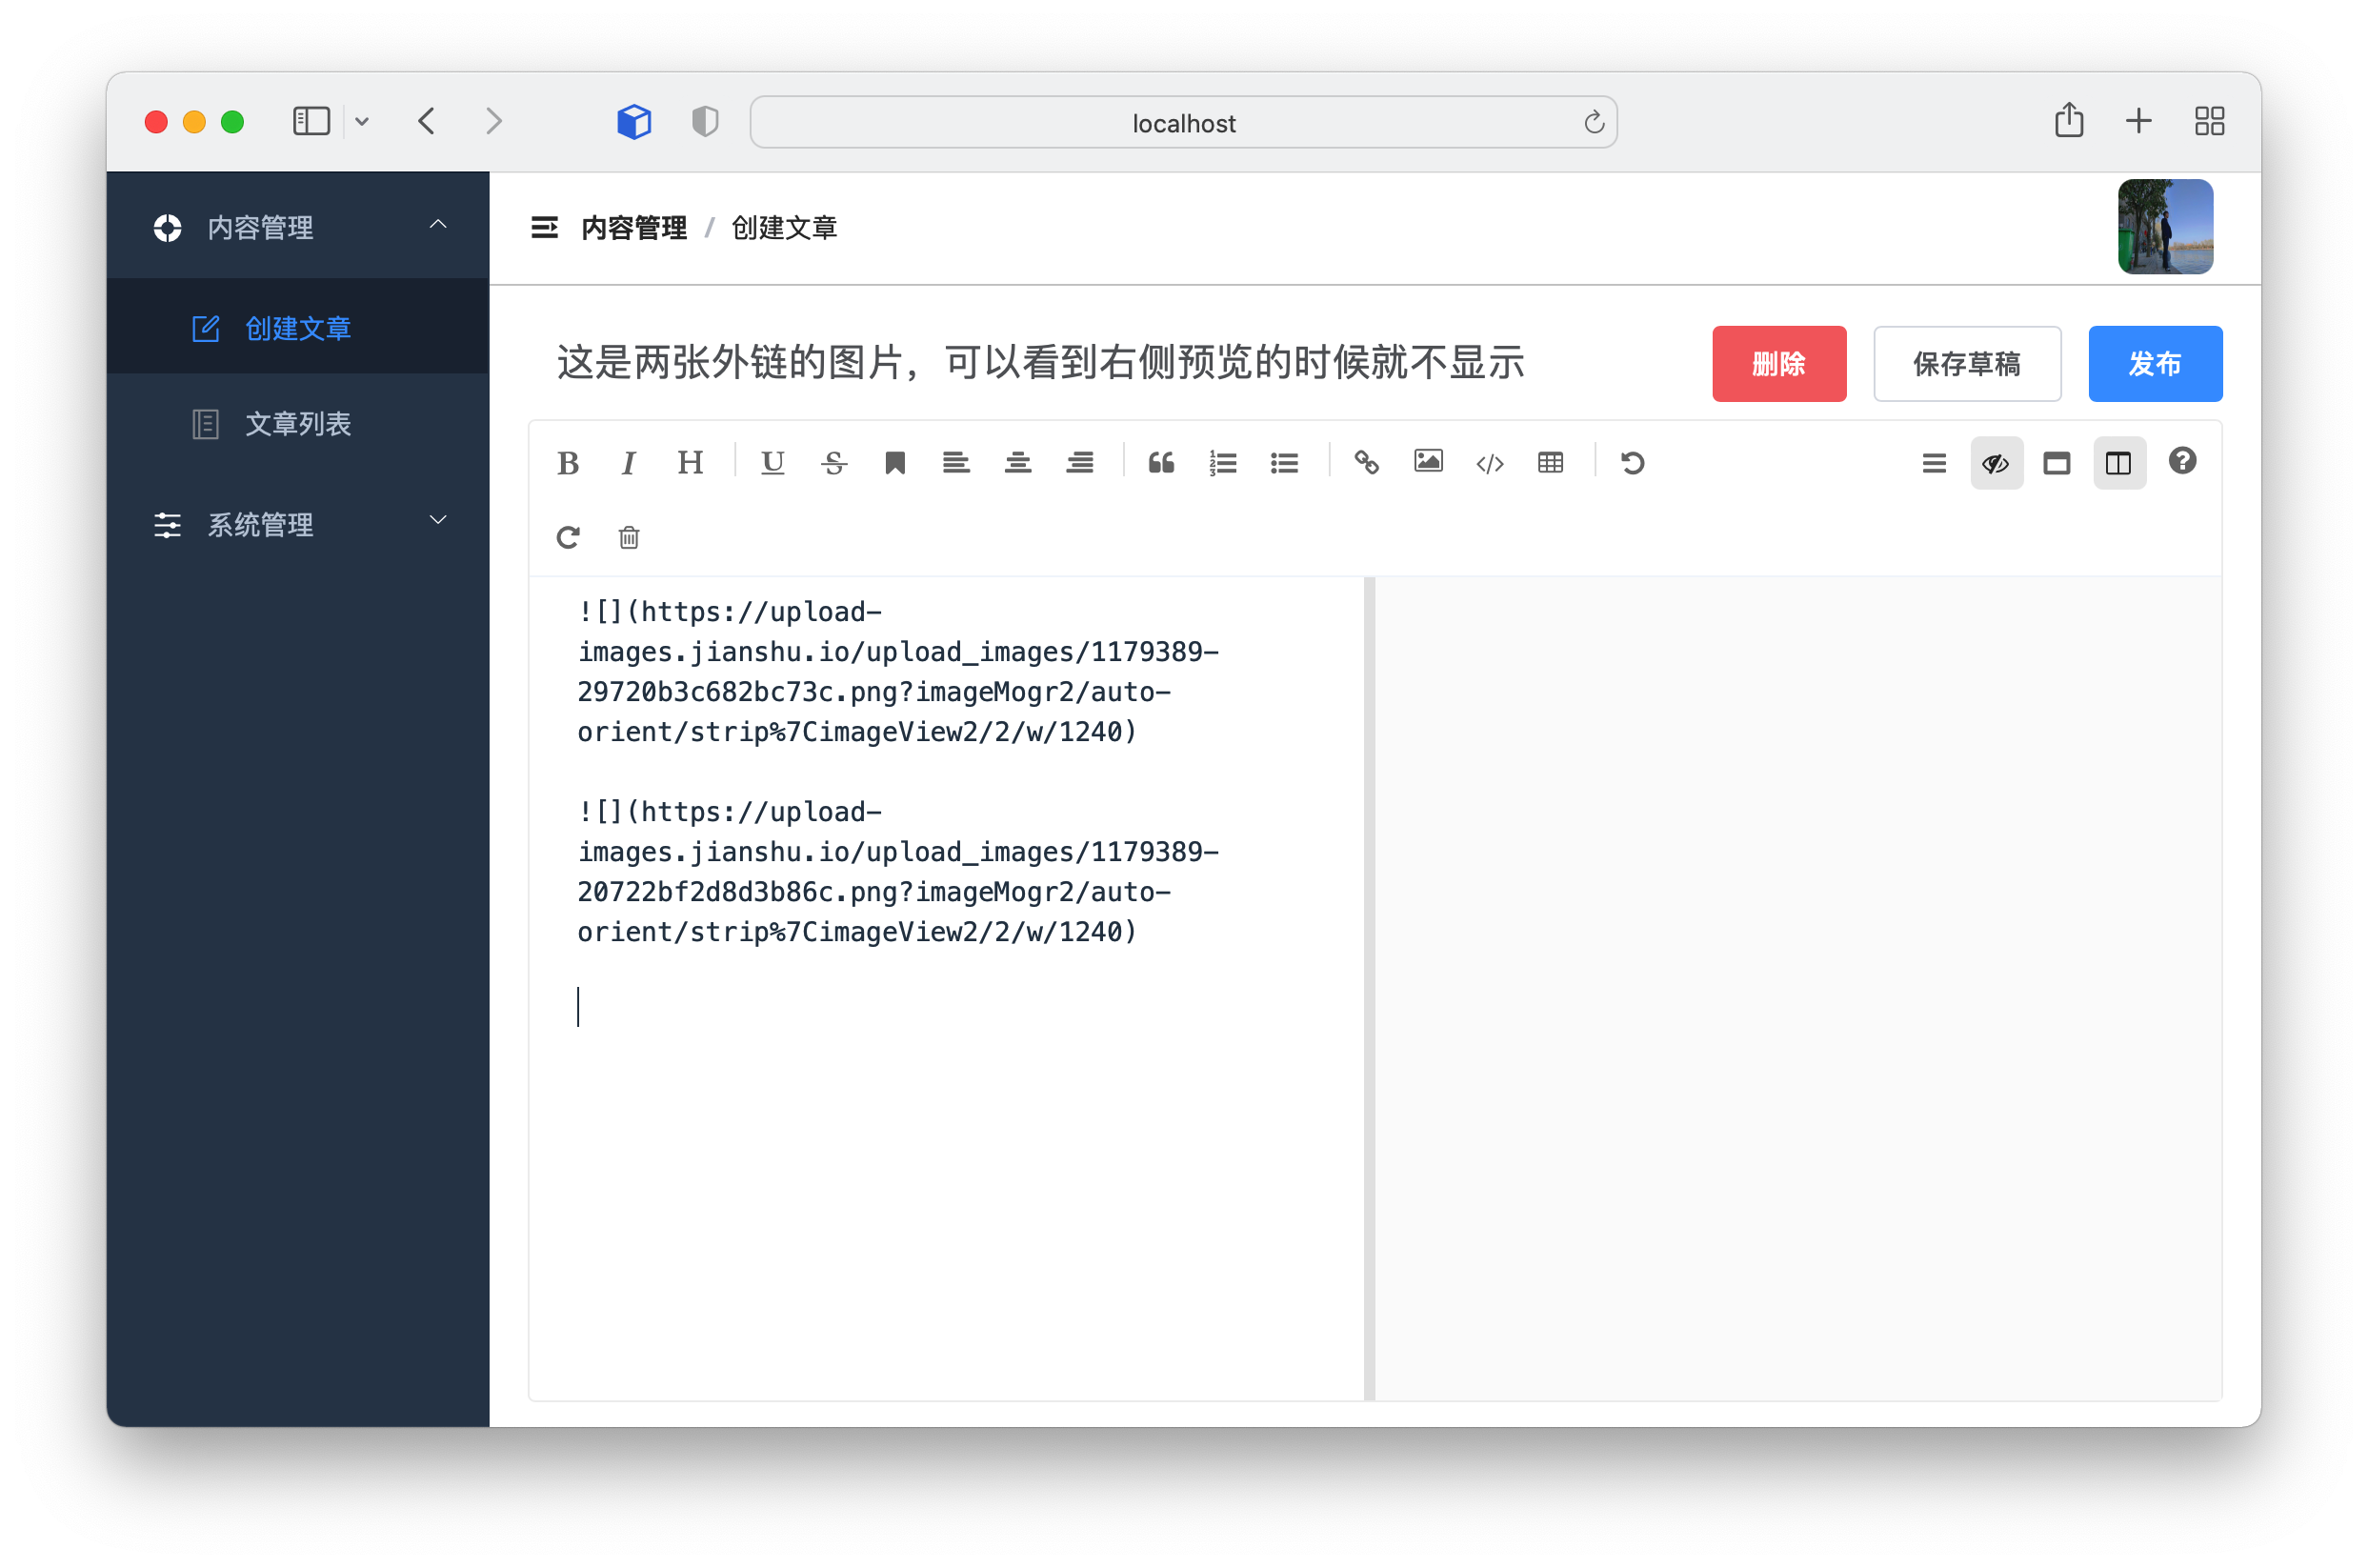 localhost
内容管理
创建文章
文章列表
系统管理
内容管理 / 创建文章
这是两张外链的图片，可以看到右侧预览的时候就不显示
删除
保存草稿
发布
B I H U S
![](https://upload-
images.jianshu.io/upload_images/1179389-
29720b3c682bc73c.png?imageMogr2/auto-
orient/strip%7CimageView2/2/w/1240)
![](https://upload-
images.jianshu.io/upload_images/1179389-
20722bf2d8d3b86c.png?imageMogr2/auto-
orient/strip%7CimageView2/2/w/1240)